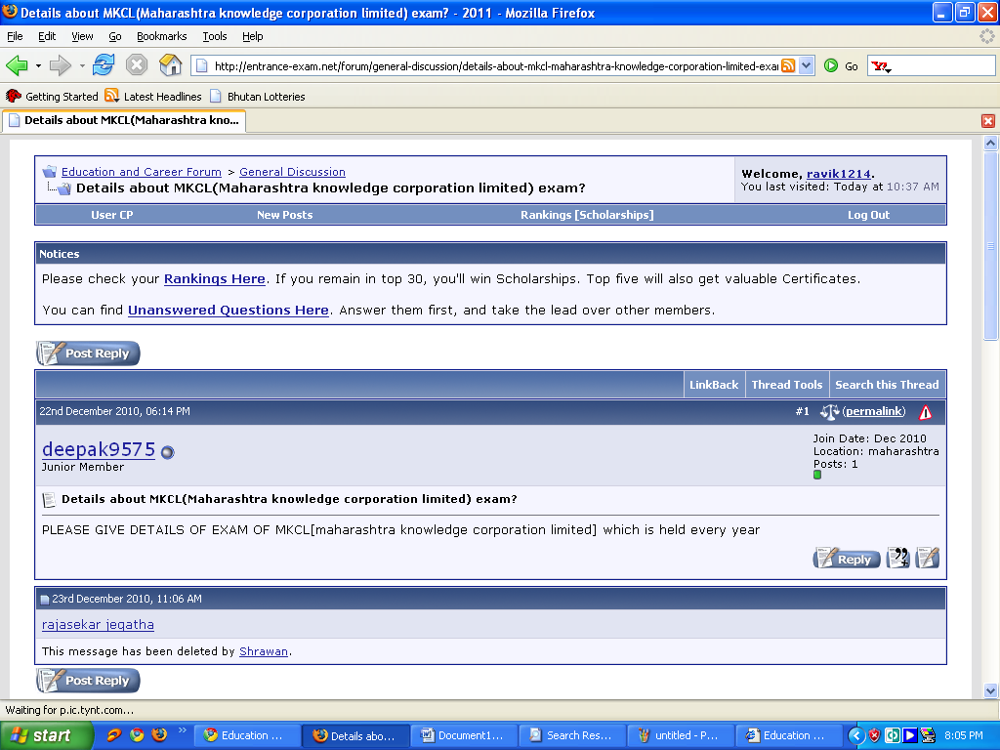 Details about MKCL(Maharashtra knowledge corporation limited) exam? - 2011 - Mozilla Firefox
File Edit View Go Bookmarks Tools Help
http://entrance-exam.net/forum/general-discussion/details-about-mkcl-maharashtra-knowledge-corporation-limited-exar Go Y!
Getting Started Latest Headlines Bhutan Lotteries
Details about MKCL(Maharashtra kno...
Education and Career Forum > General Discussion
Details about MKCL(Maharashtra knowledge corporation limited) exam?
Welcome, ravik1214.
You last visited: Today at 10:37 AM
User CP New Posts Rankings [Scholarships] Log Out
Notices
Please check your Rankings Here. If you remain in top 30, you'll win Scholarships. Top five will also get valuable Certificates.
You can find Unanswered Questions Here. Answer them first, and take the lead over other members.
Post Reply
LinkBack Thread Tools Search this Thread
22nd December 2010, 06:14 PM #1 (permalink)
deepak9575
Junior Member
Join Date: Dec 2010
Location: maharashtra
Posts: 1
Details about MKCL(Maharashtra knowledge corporation limited) exam?
PLEASE GIVE DETAILS OF EXAM OF MKCL[maharashtra knowledge corporation limited] which is held every year
Reply
23rd December 2010, 11:06 AM
rajasekar jeqatha
This message has been deleted by Shrawan.
Post Reply
Waiting for p.ic.tynt.com...
start Education ... Details abo... Document1... Search Res... untitled - P... Education ... 8:05 PM